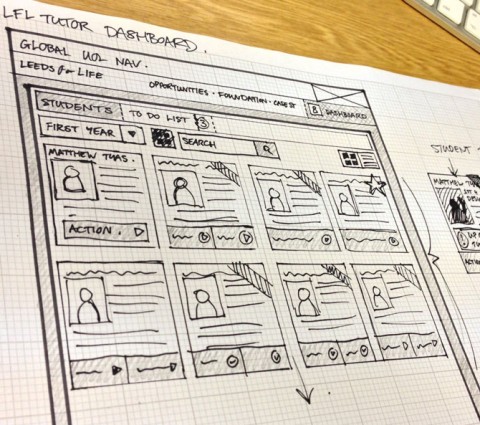 LFL TUTOR DASHBOARD.
GLOBAL UOL NAV.
LEEDS for LIFE
OPPORTUNITIES · FOUNDATION · CASE ST
8 DASHBOARD
STUDENTS TO DO LIST 3
FIRST YEAR SEARCH
MATTHEW THAS.
ACTION.
STUDENT
MATTHEW